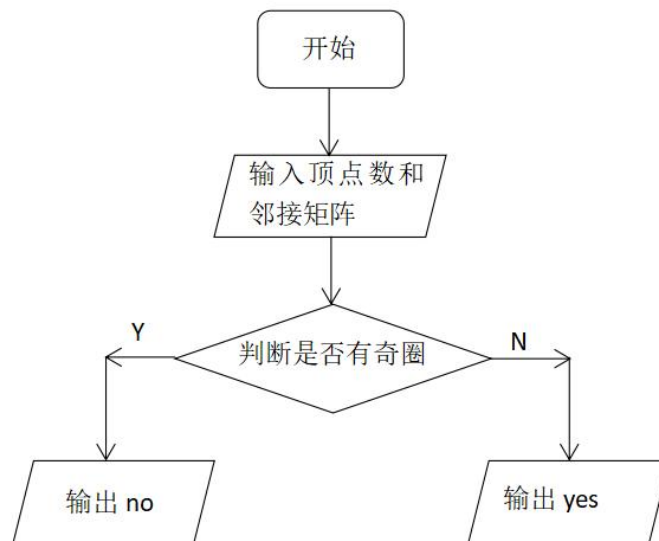 开始
输入顶点数和
邻接矩阵
Y
判断是否有奇圈
N
输出 no
输出 yes